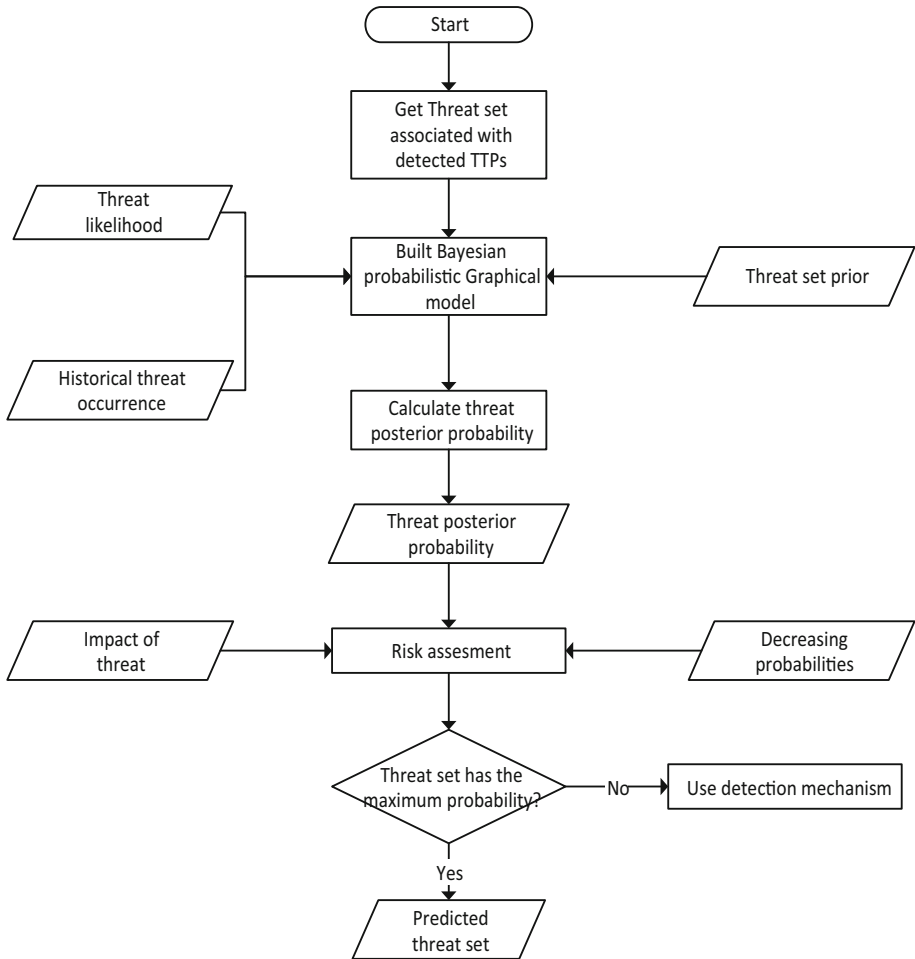 Start
Get Threat set
associated with
detected TTPs
Threat
likelihood
Built Bayesian
probabilistic Graphical
model
Threat set prior
Historical threat
occurrence
Calculate threat
posterior probability
Threat posterior
probability
Impact of
threat
Risk assesment
Decreasing
probabilities
Threat set has the
maximum probability?
No
Use detection mechanism
Yes
Predicted
threat set